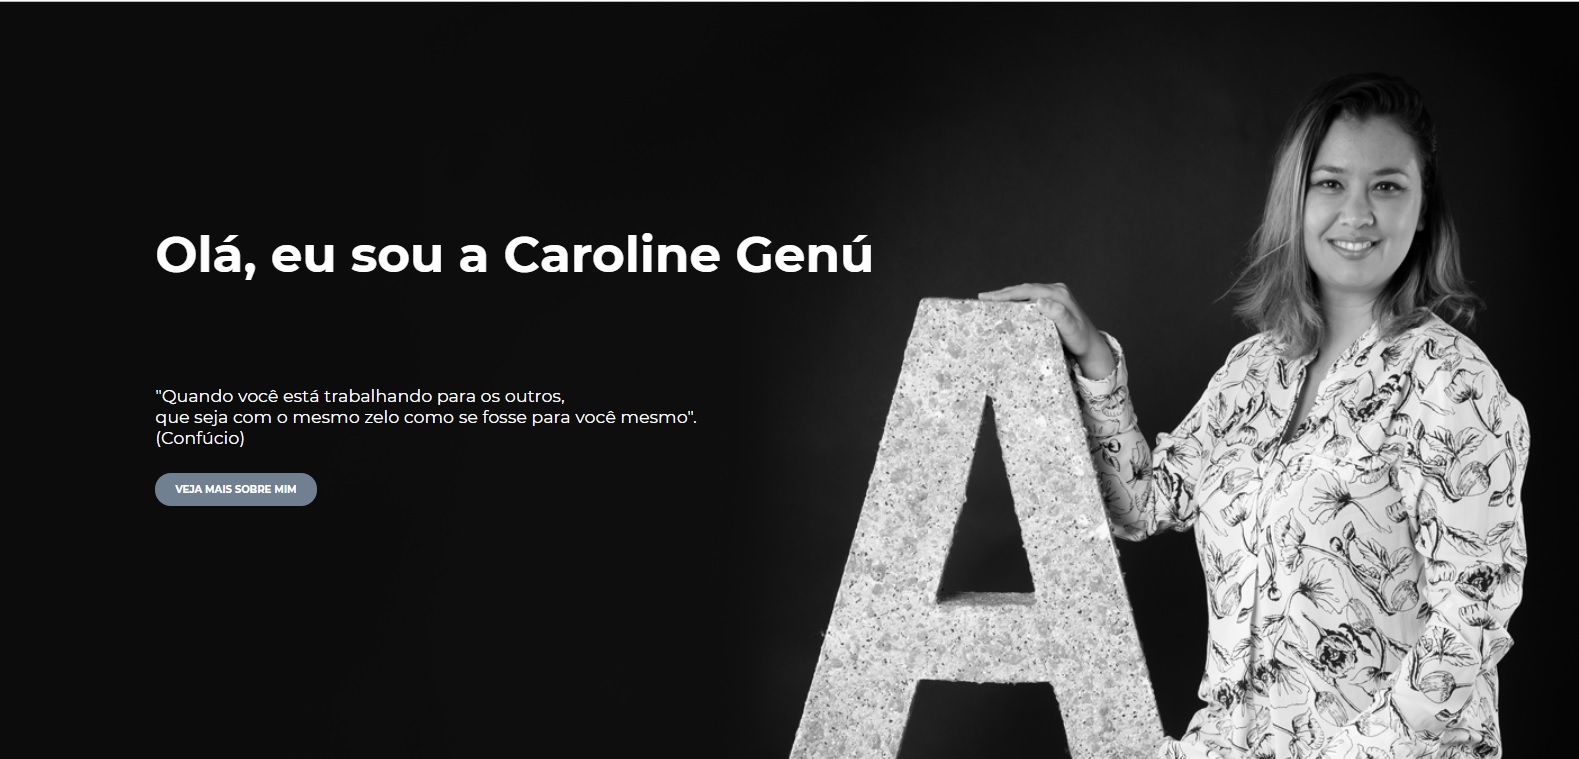 Olá, eu sou a Caroline Genú
"Quando você está trabalhando para os outros,
que seja com o mesmo zelo como se fosse para você mesmo".
(Confúcio)
VEJA MAIS SOBRE MIM
A